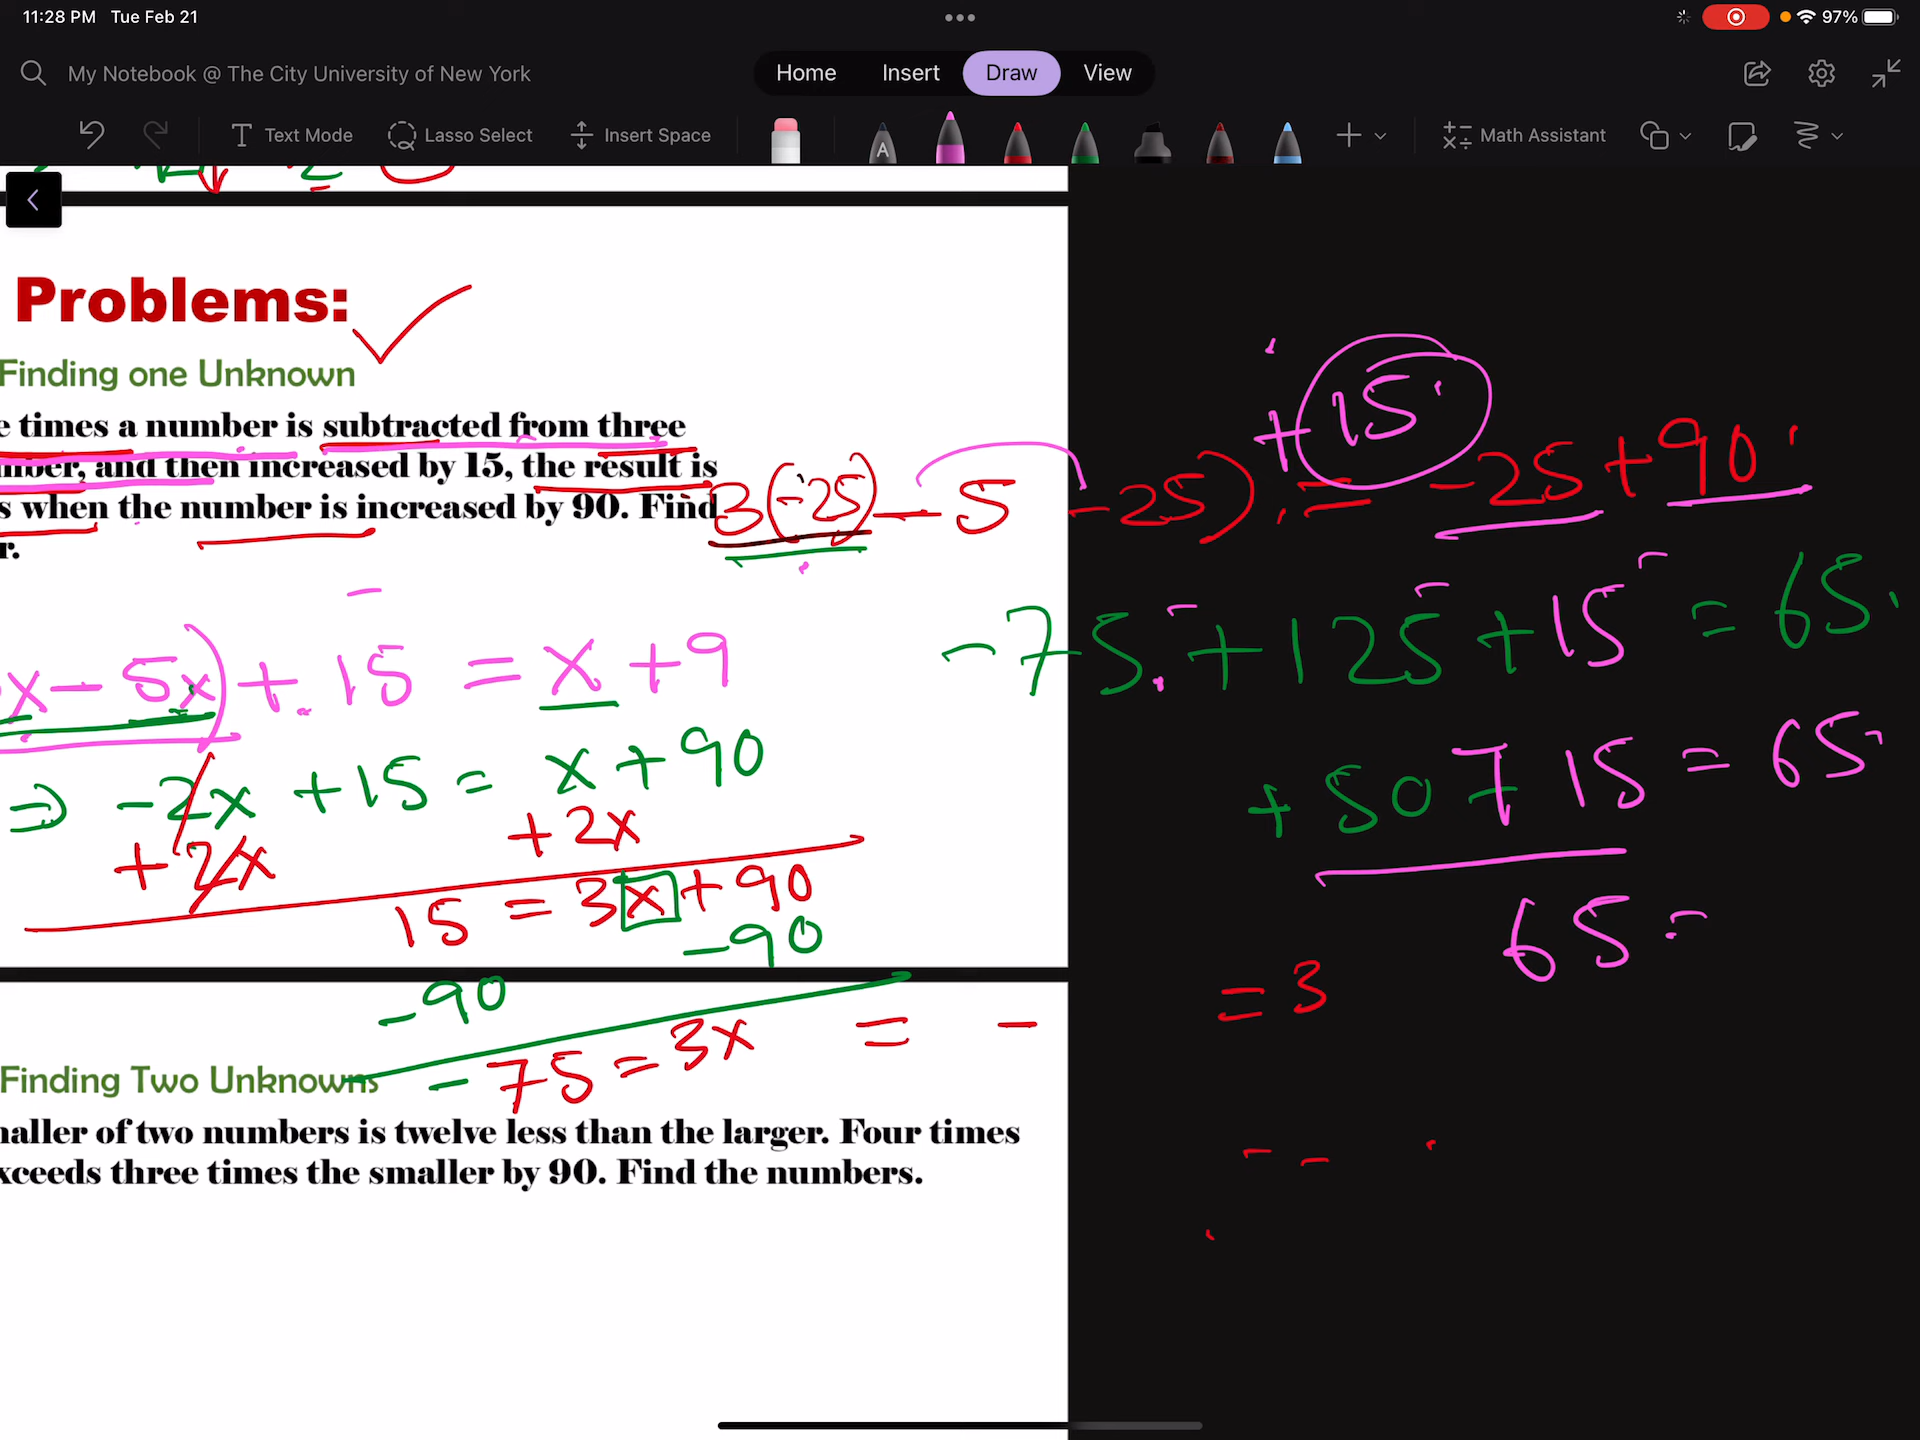 11:28 PM Tue Feb 21
97%
My Notebook @ The City University of New York
Home Insert Draw View
Text Mode Lasso Select Insert Space A Math Assistant
Problems:
Finding one Unknown
e times a number is subtracted from three
mber, and then increased by 15, the result is
s when the number is increased by 90. Find
r.
3(-25) - 5 -25) + 15 = -25 + 90
-75 + 125 + 15 = 65
x - 5x) + 15 = x + 9
⇒ -2x + 15 = x + 90
+ 50 + 15 = 65
+ 2x + 2x
15 = 3x + 90
65 =
-90
-90
= 3
-75 = 3x = -
Finding Two Unknowns
naller of two numbers is twelve less than the larger. Four times
xceeds three times the smaller by 90. Find the numbers.